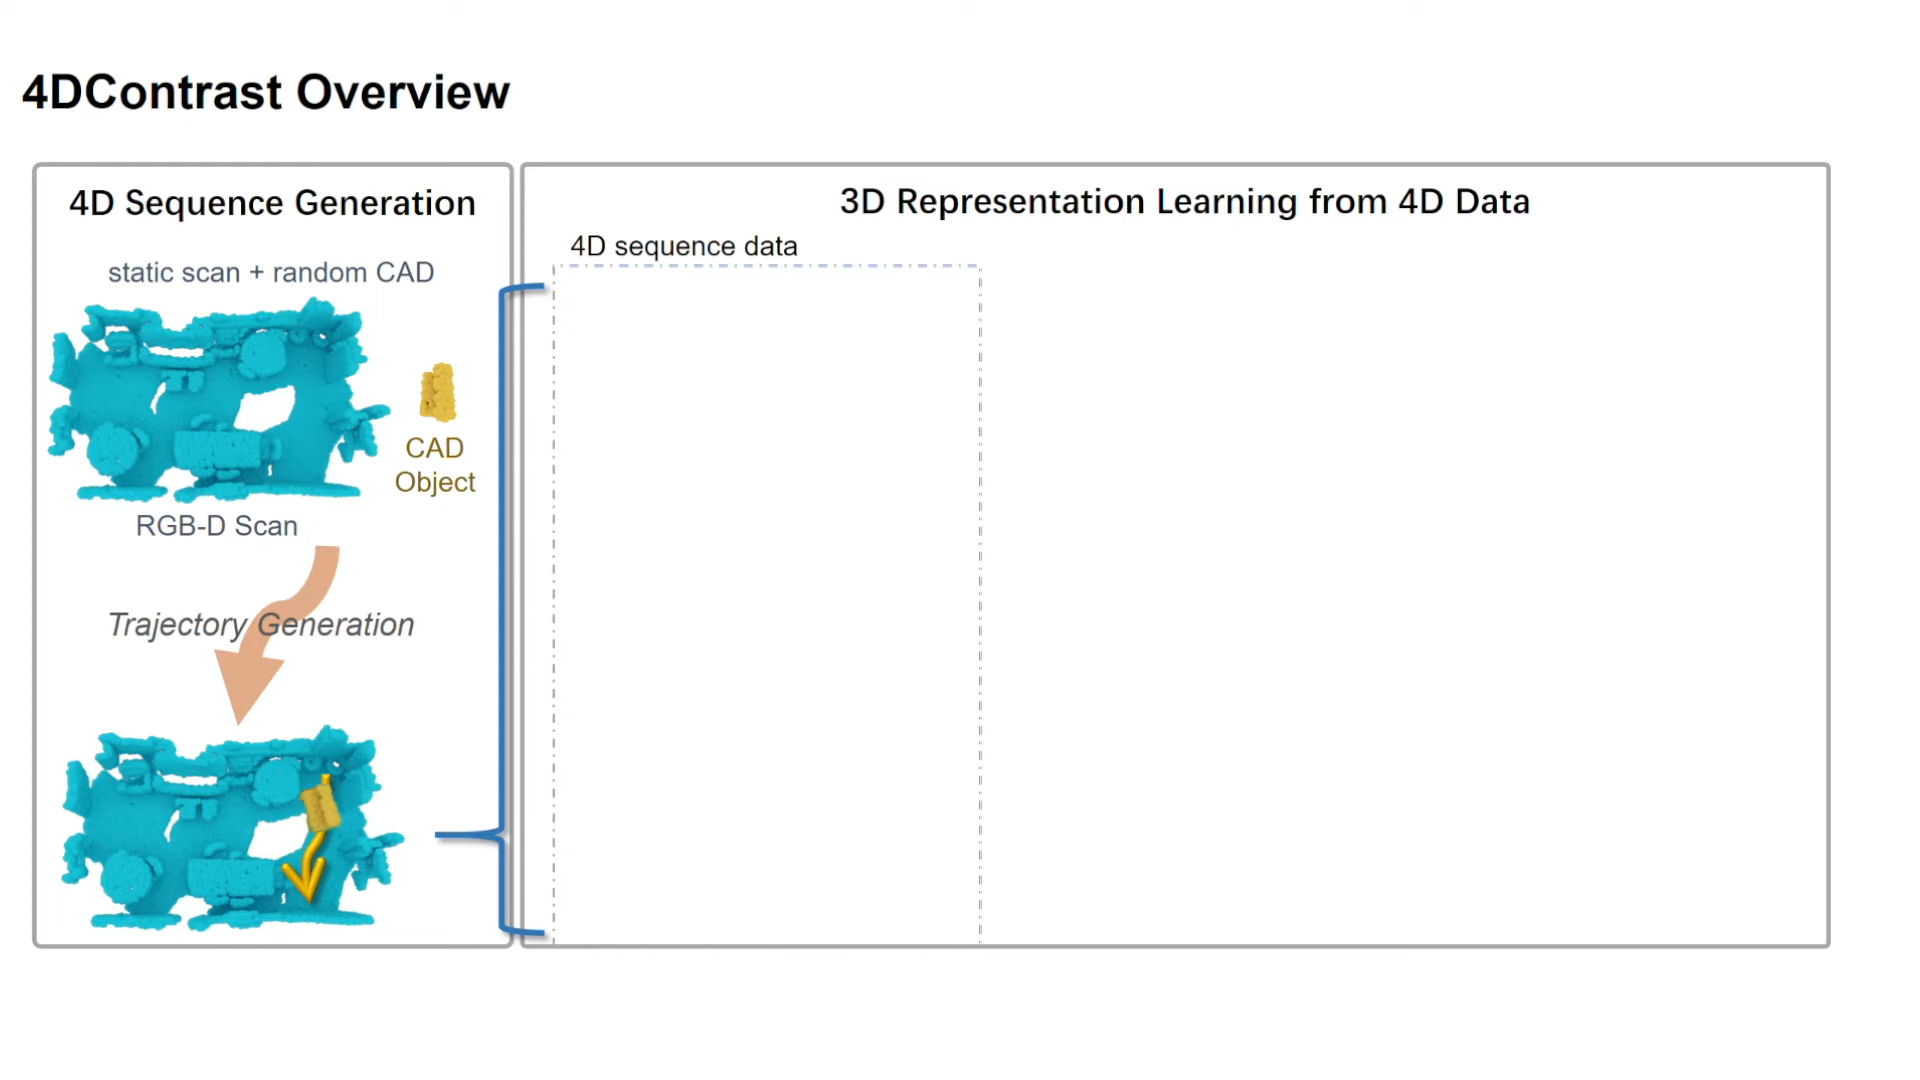 4DContrast Overview
4D Sequence Generation
static scan + random CAD
CAD
Object
RGB-D Scan
Trajectory Generation
3D Representation Learning from 4D Data
4D sequence data